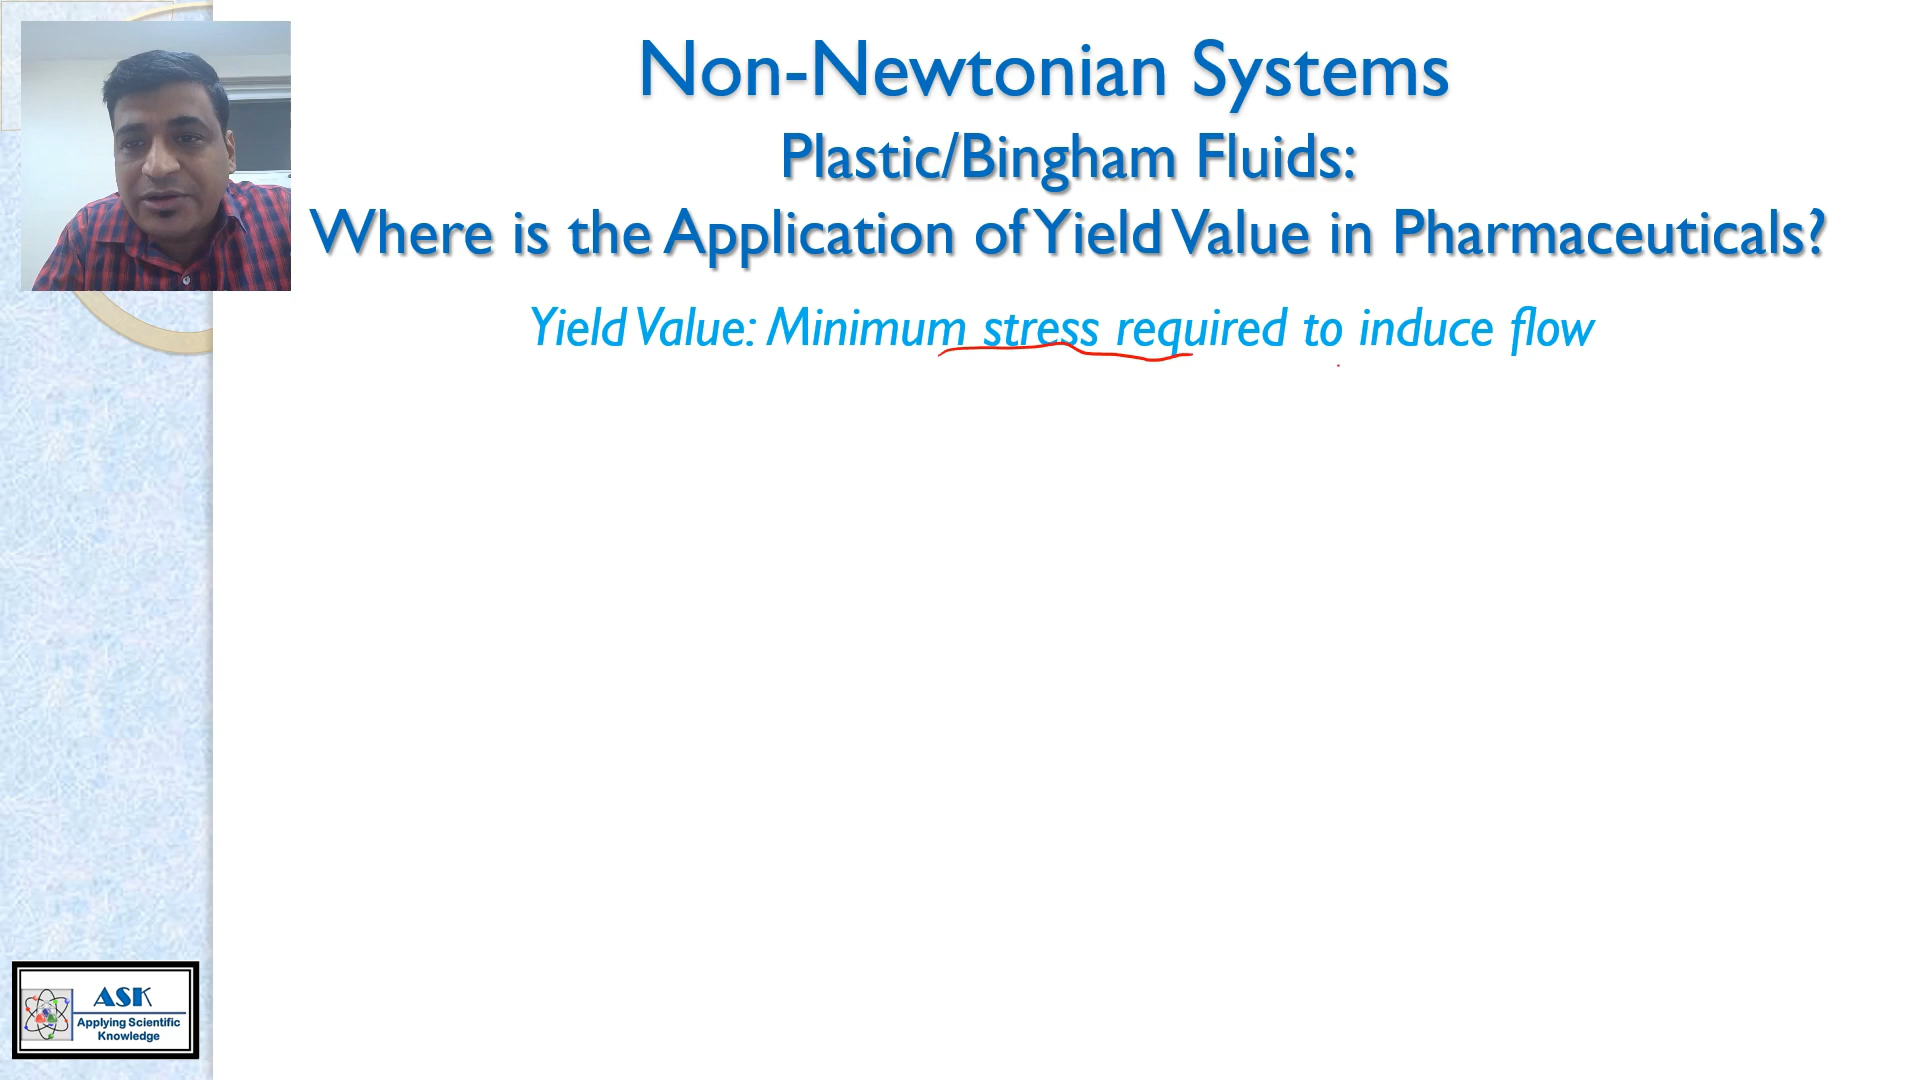 Non-Newtonian Systems
Plastic/Bingham Fluids:
Where is the Application of Yield Value in Pharmaceuticals?
Yield Value: Minimum stress required to induce flow
ASK
Applying Scientific
Knowledge